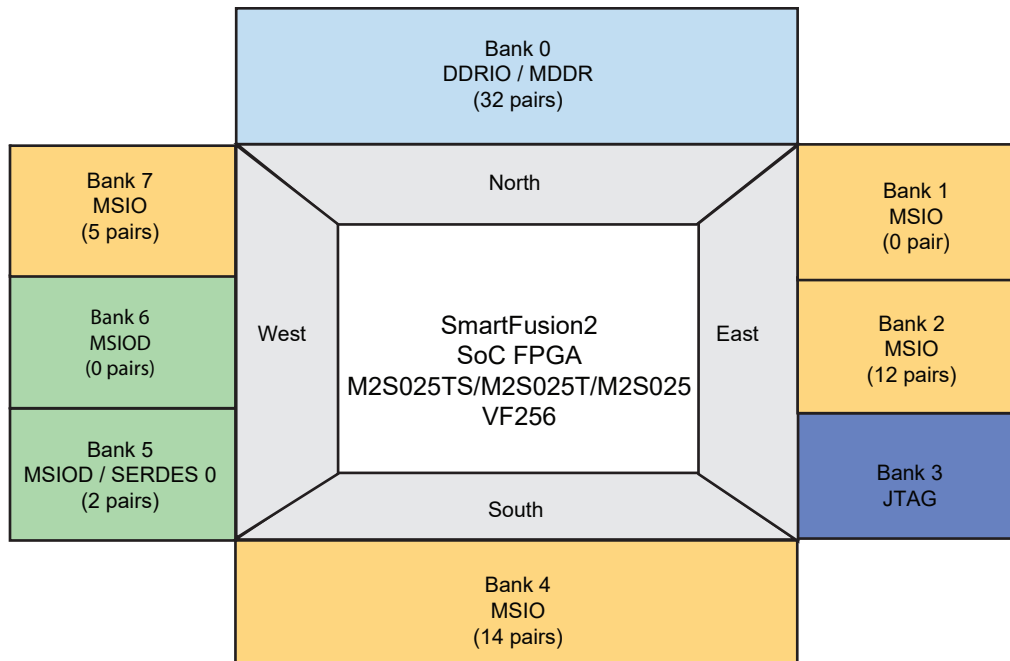 Bank 0
DDRIO / MDDR
(32 pairs)
Bank 7
MSIO
(5 pairs)
North
Bank 1
MSIO
(0 pair)
Bank 6
MSIOD
(0 pairs)
West
SmartFusion2
SoC FPGA
M2S025TS/M2S025T/M2S025
VF256
East
Bank 2
MSIO
(12 pairs)
Bank 5
MSIOD / SERDES 0
(2 pairs)
South
Bank 3
JTAG
Bank 4
MSIO
(14 pairs)